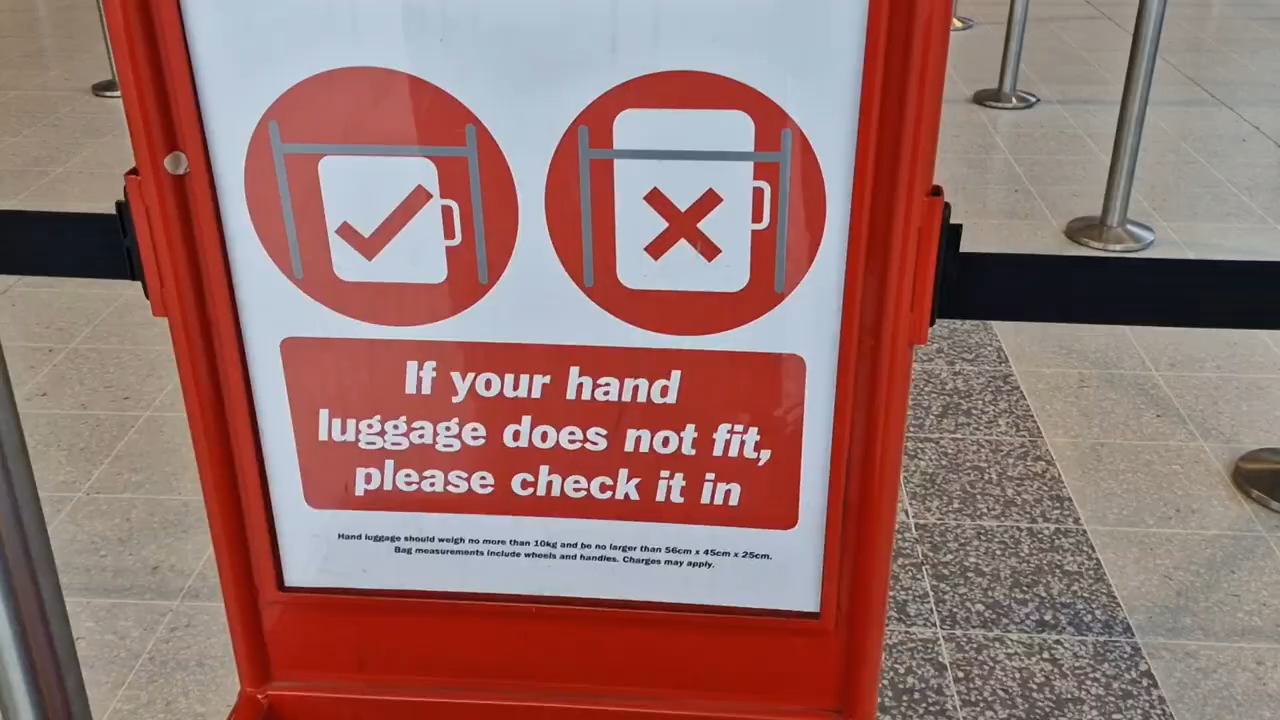 If your hand
luggage does not fit,
please check it in
Hand luggage should weigh no more than 10kg and be no larger than 56cm x 45cm x 25cm.
Bag measurements include wheels and handles. Charges may apply.